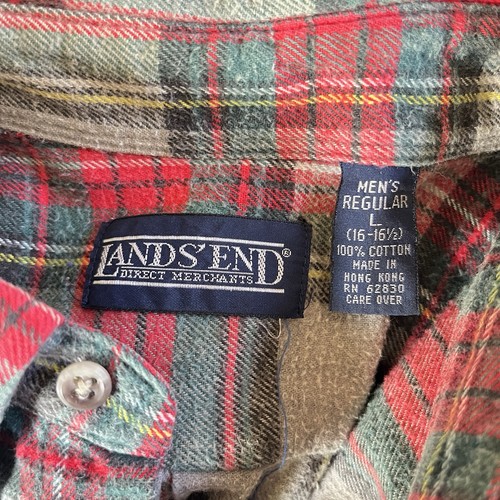 LANDS' END®
DIRECT MERCHANTS
MEN'S
REGULAR
L
(16-16½)
100% COTTON
MADE IN
HONG KONG
RN 62830
CARE OVER